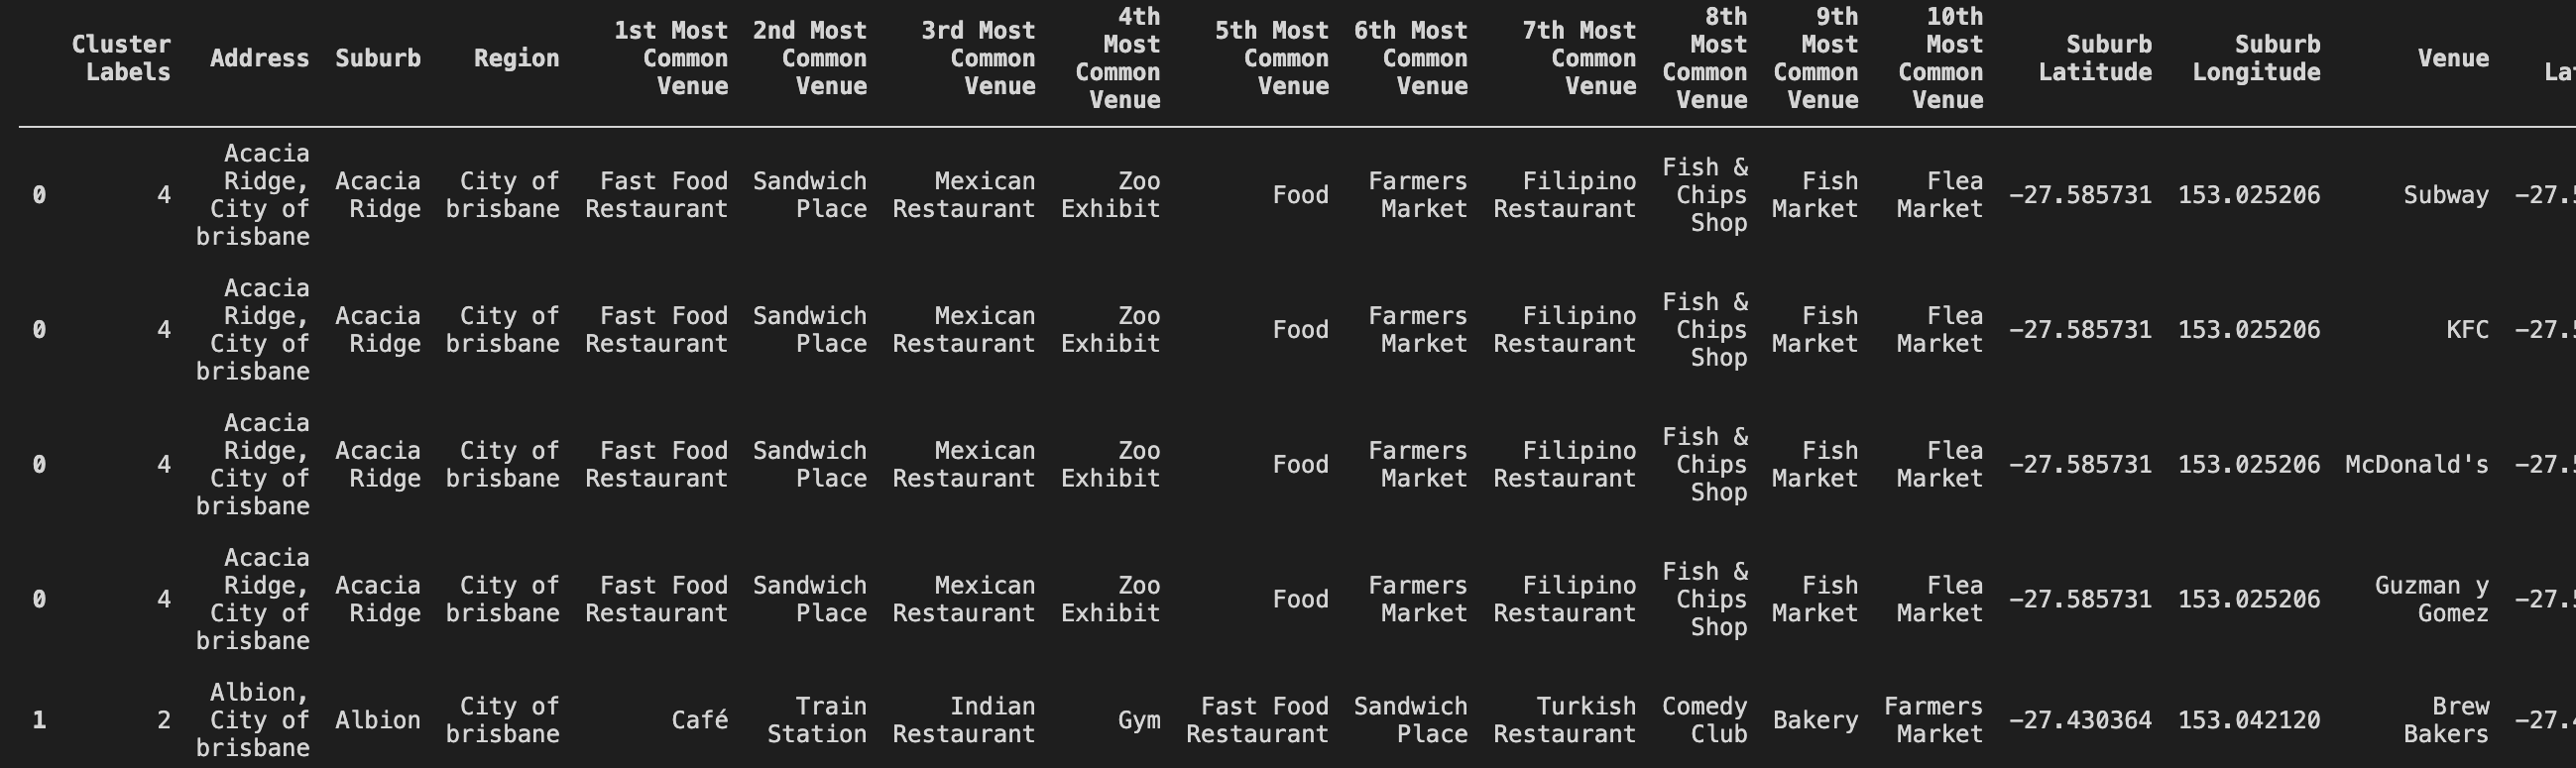 Cluster Labels Address Suburb Region 1st Most Common Venue 2nd Most Common Venue 3rd Most Common Venue 4th Most Common Venue 5th Most Common Venue 6th Most Common Venue 7th Most Common Venue 8th Most Common Venue 9th Most Common Venue 10th Most Common Venue Suburb Latitude Suburb Longitude Venue
0 4 Acacia Ridge, City of brisbane Acacia Ridge City of brisbane Fast Food Restaurant Sandwich Place Mexican Restaurant Zoo Exhibit Food Farmers Market Filipino Restaurant Fish & Chips Shop Fish Market Flea Market -27.585731 153.025206 Subway
0 4 Acacia Ridge, City of brisbane Acacia Ridge City of brisbane Fast Food Restaurant Sandwich Place Mexican Restaurant Zoo Exhibit Food Farmers Market Filipino Restaurant Fish & Chips Shop Fish Market Flea Market -27.585731 153.025206 KFC
0 4 Acacia Ridge, City of brisbane Acacia Ridge City of brisbane Fast Food Restaurant Sandwich Place Mexican Restaurant Zoo Exhibit Food Farmers Market Filipino Restaurant Fish & Chips Shop Fish Market Flea Market -27.585731 153.025206 McDonald's
0 4 Acacia Ridge, City of brisbane Acacia Ridge City of brisbane Fast Food Restaurant Sandwich Place Mexican Restaurant Zoo Exhibit Food Farmers Market Filipino Restaurant Fish & Chips Shop Fish Market Flea Market -27.585731 153.025206 Guzman y Gomez
1 2 Albion, City of brisbane Albion City of brisbane Café Train Station Indian Restaurant Gym Fast Food Restaurant Sandwich Place Turkish Restaurant Comedy Club Bakery Farmers Market -27.430364 153.042120 Brew Bakers